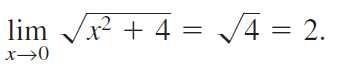 lim √x² + 4 = √4 = 2.
x→0